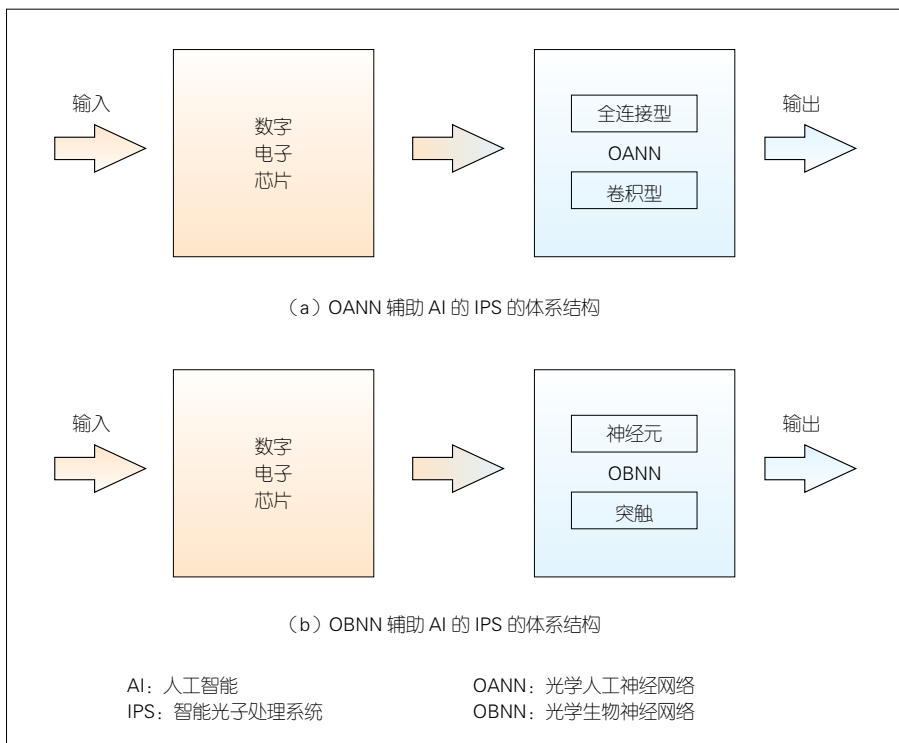 输入
数字
电子
芯片
全连接型
OANN
卷积型
输出
（a）OANN 辅助 AI 的 IPS 的体系结构
输入
数字
电子
芯片
神经元
OBNN
突触
输出
（b）OBNN 辅助 AI 的 IPS 的体系结构
AI：人工智能
IPS：智能光子处理系统
OANN：光学人工神经网络
OBNN：光学生物神经网络